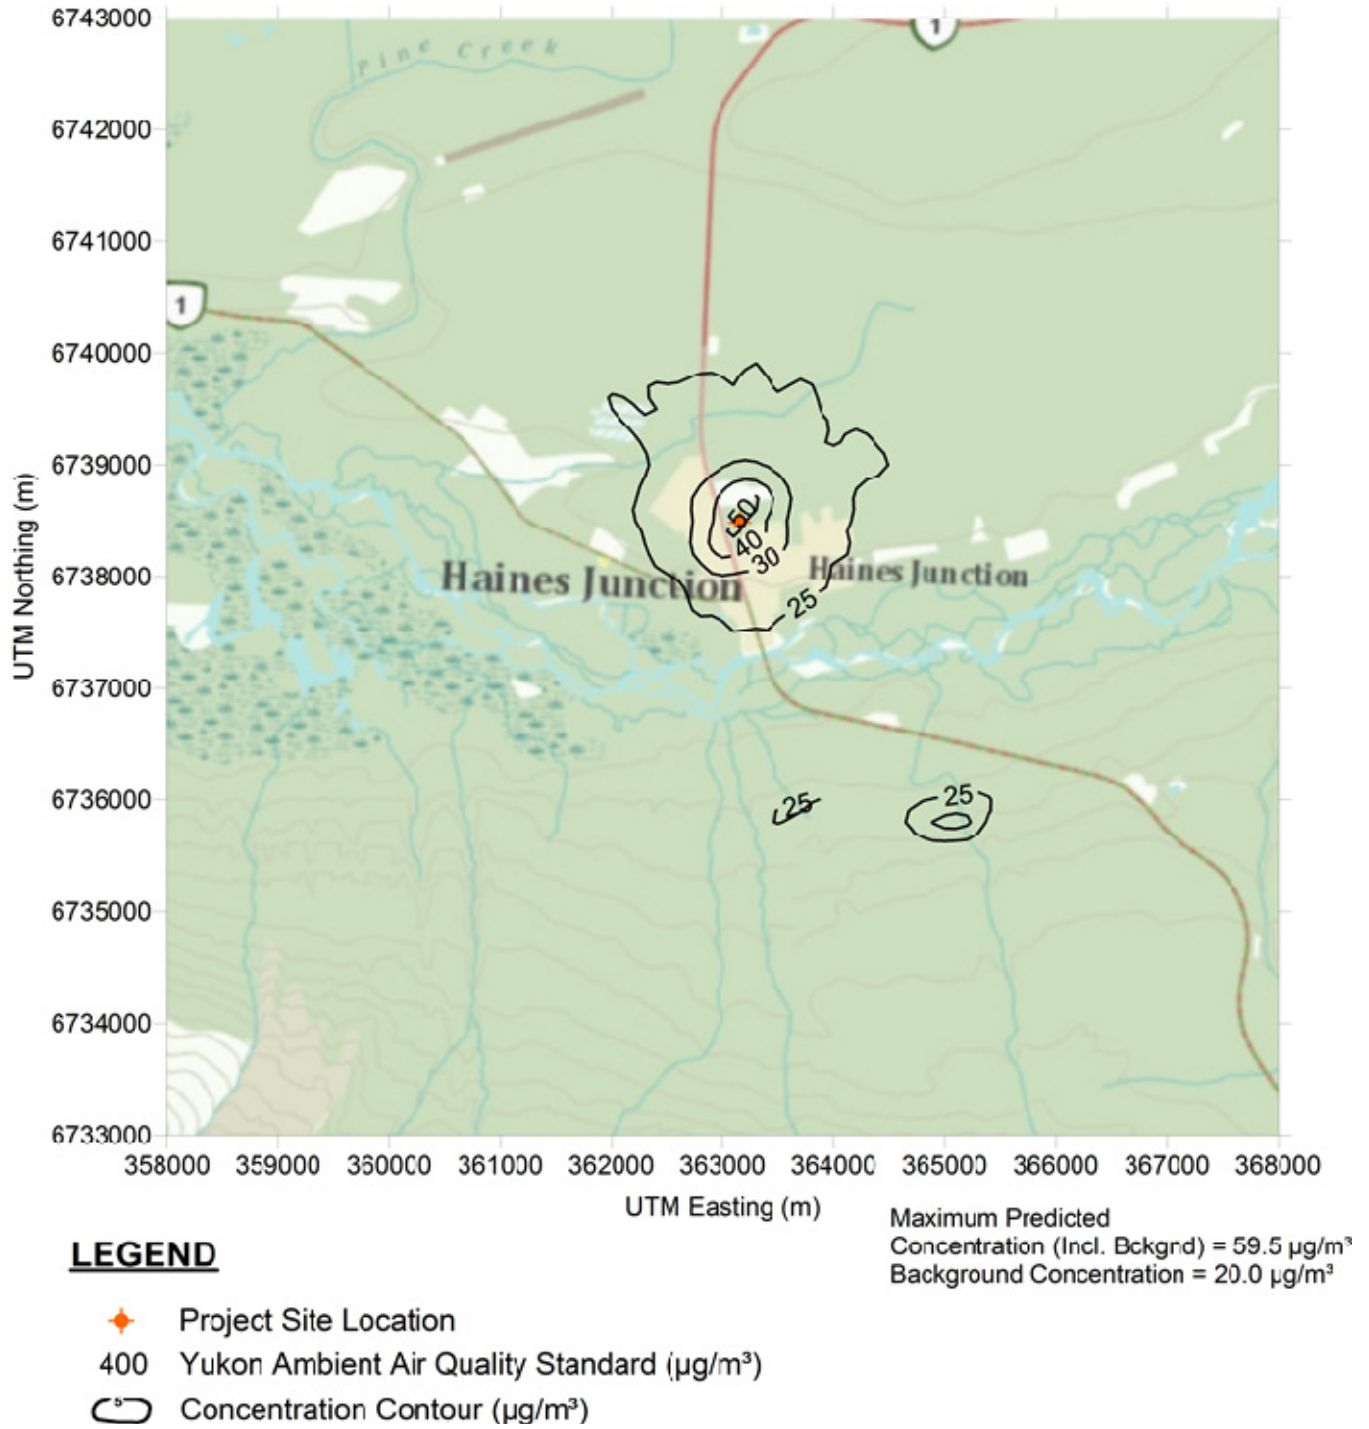 6743000
1
Pine Creek
6742000
6741000
1
6740000
6739000
50
40
30
Haines Junction
Haines Junction
6738000
25
6737000
25
25
6736000
6735000
6734000
6733000
UTM Northing (m)
358000 359000 360000 361000 362000 363000 364000 365000 366000 367000 368000
UTM Easting (m)
Maximum Predicted
Concentration (Incl. Bckgnd) = 59.5 µg/m³
Background Concentration = 20.0 µg/m³
LEGEND
Project Site Location
400 Yukon Ambient Air Quality Standard (µg/m³)
5 Concentration Contour (µg/m³)